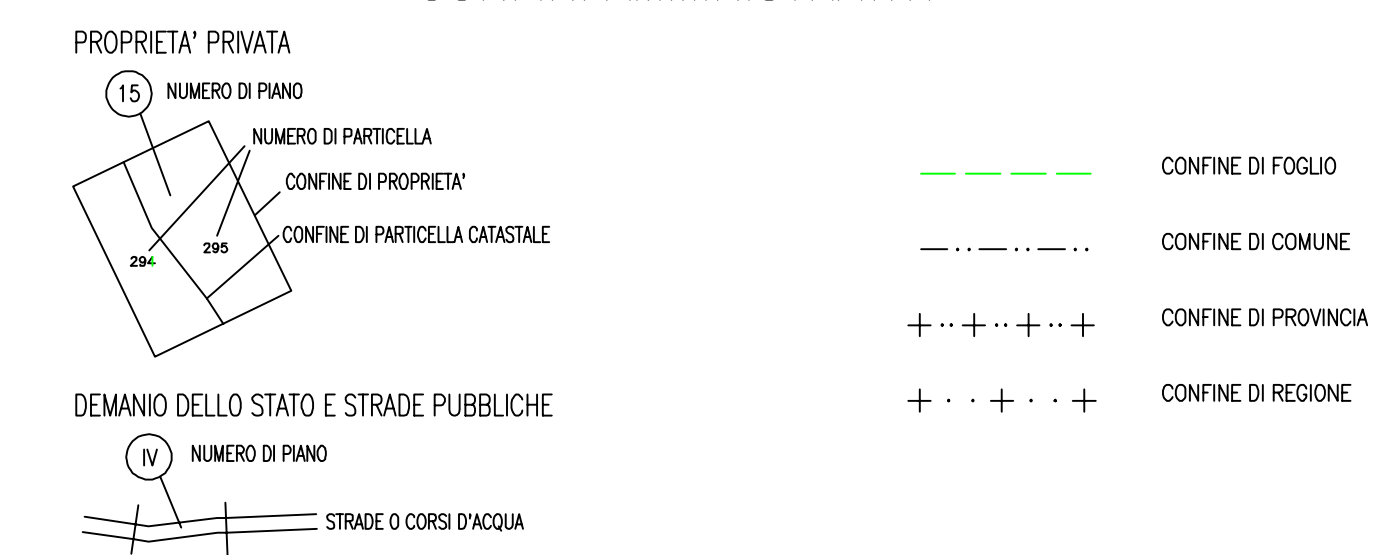 PROPRIETA' PRIVATA
15 NUMERO DI PIANO
NUMERO DI PARTICELLA
CONFINE DI PROPRIETA'
CONFINE DI PARTICELLA CATASTALE
295
294
DEMANIO DELLO STATO E STRADE PUBBLICHE
IV NUMERO DI PIANO
STRADE O CORSI D'ACQUA
CONFINE DI FOGLIO
CONFINE DI COMUNE
CONFINE DI PROVINCIA
CONFINE DI REGIONE